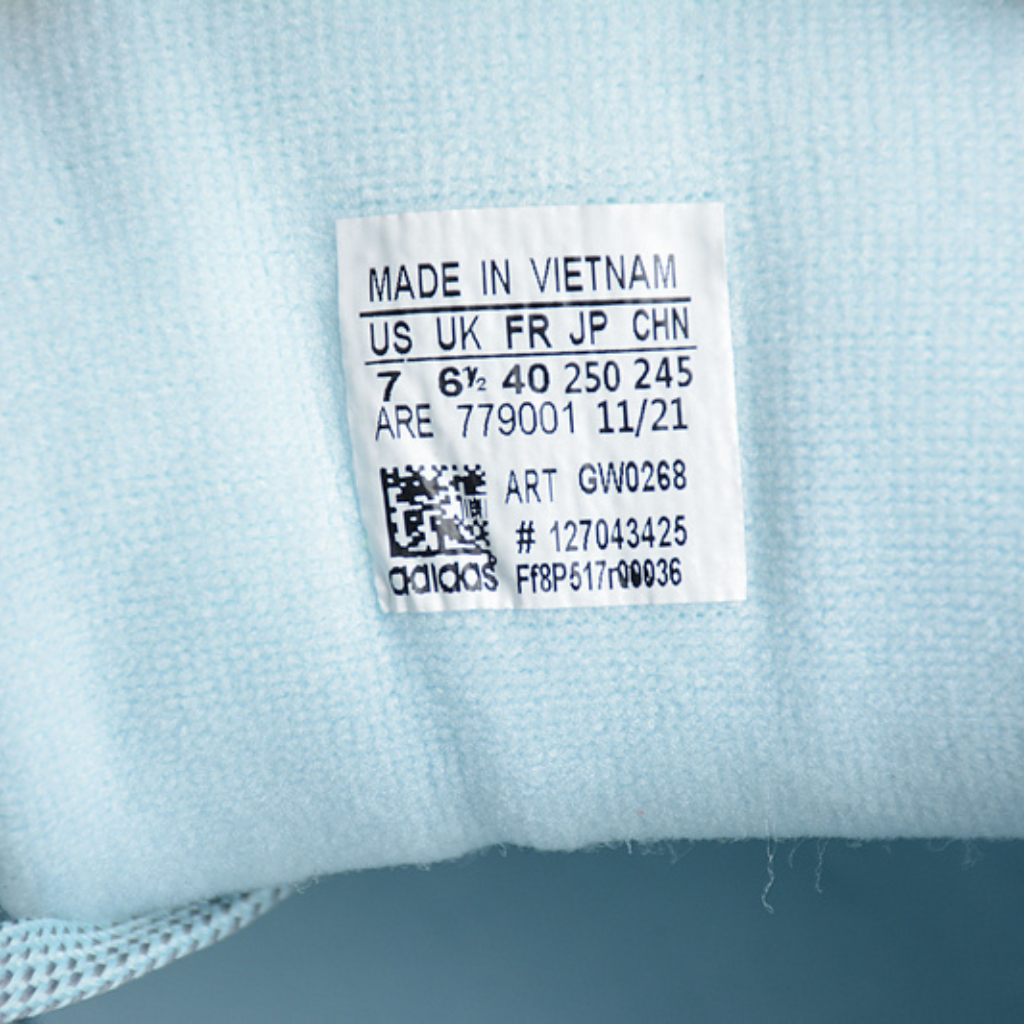 MADE IN VIETNAM
US UK FR JP CHN
7 6½ 40 250 245
ARE 779001 11/21
ART GW0268
# 127043425
adidas Ff8P517r00036